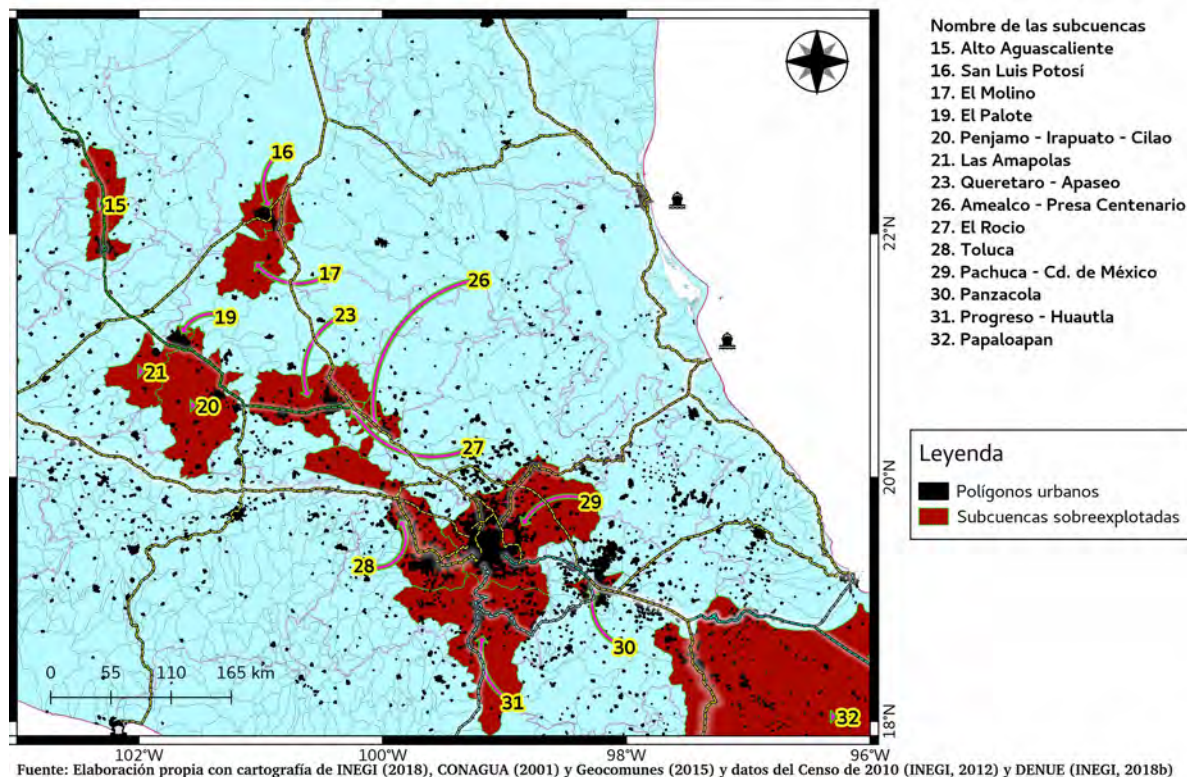 Nombre de las subcuencas
15. Alto Aguascaliente
16. San Luis Potosí
17. El Molino
19. El Palote
20. Penjamo - Irapuato - Cilao
21. Las Amapolas
23. Queretaro - Apaseo
26. Amealco - Presa Centenario
27. El Rocio
28. Toluca
29. Pachuca - Cd. de México
30. Panzacola
31. Progreso - Huautla
32. Papaloapan
16
15
17
26
19
23
21
20
27
29
28
30
31
32
22°N
20°N
18°N
0 55 110 165 km
102°W 100°W 98°W 96°W
Leyenda
Polígonos urbanos
Subcuencas sobreexplotadas
Fuente: Elaboración propia con cartografía de INEGI (2018), CONAGUA (2001) y Geocomunes (2015) y datos del Censo de 2010 (INEGI, 2012) y DENUE (INEGI, 2018b)